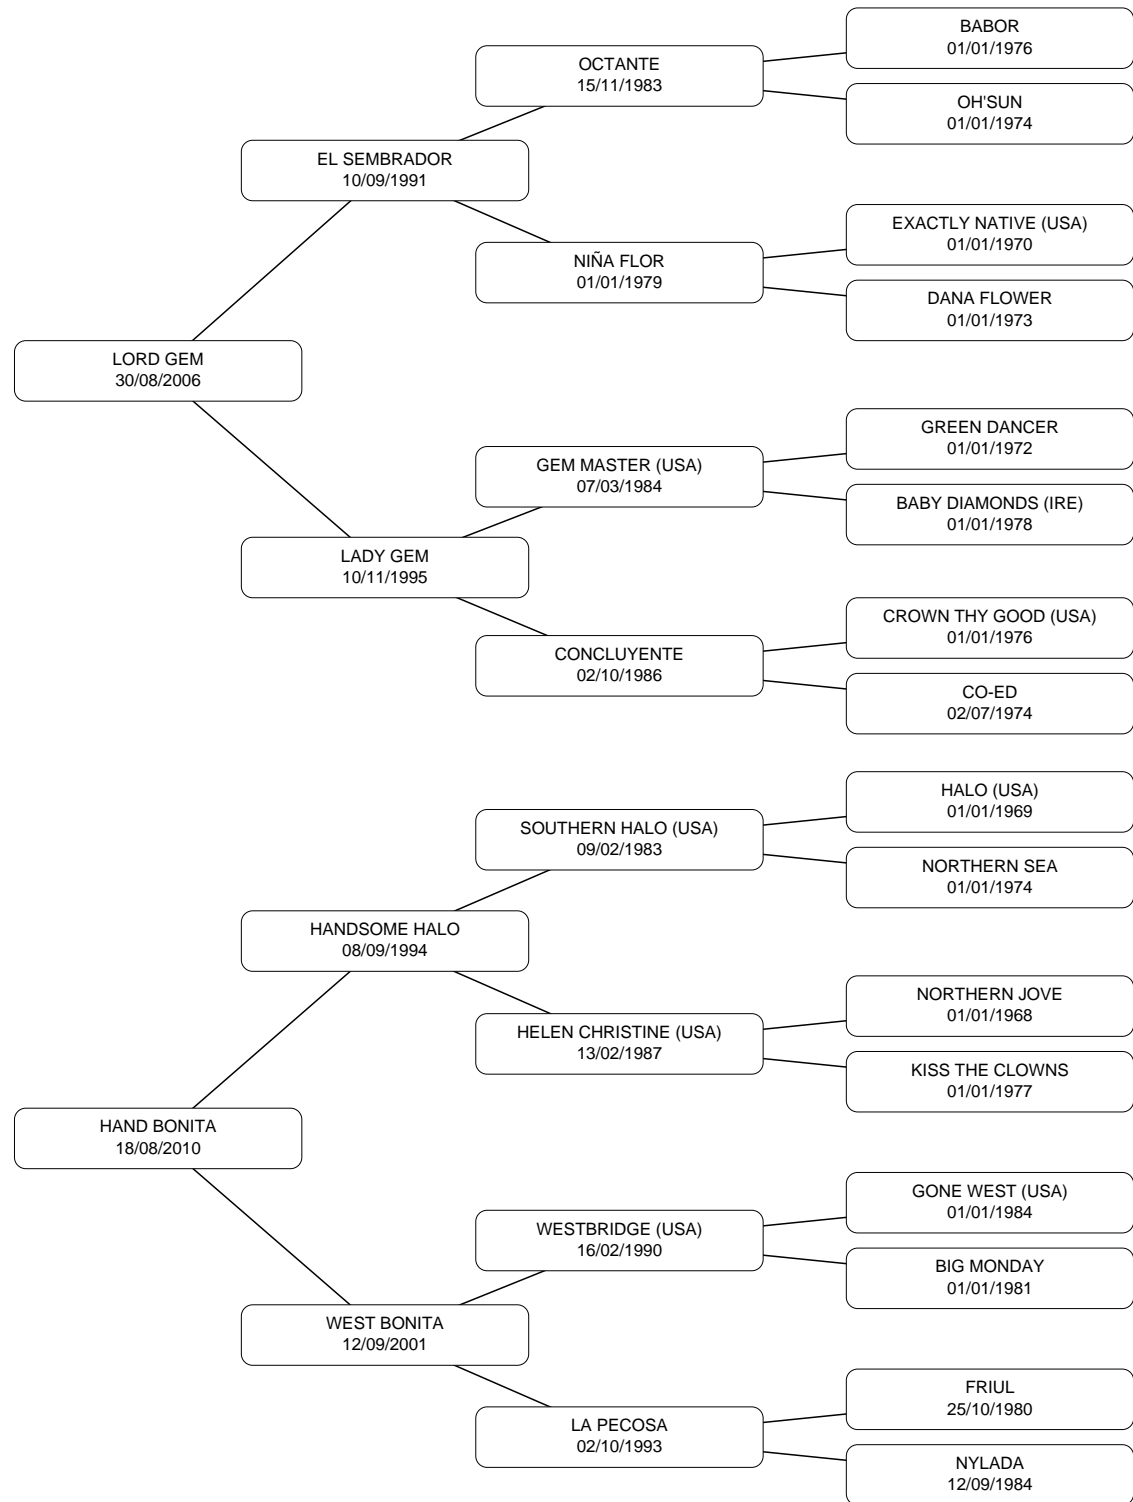 BABOR
01/01/1976
OCTANTE
15/11/1983
OH'SUN
01/01/1974
EL SEMBRADOR
10/09/1991
EXACTLY NATIVE (USA)
01/01/1970
NIÑA FLOR
01/01/1979
DANA FLOWER
01/01/1973
LORD GEM
30/08/2006
GREEN DANCER
01/01/1972
GEM MASTER (USA)
07/03/1984
BABY DIAMONDS (IRE)
01/01/1978
LADY GEM
10/11/1995
CROWN THY GOOD (USA)
01/01/1976
CONCLUYENTE
02/10/1986
CO-ED
02/07/1974
HALO (USA)
01/01/1969
SOUTHERN HALO (USA)
09/02/1983
NORTHERN SEA
01/01/1974
HANDSOME HALO
08/09/1994
NORTHERN JOVE
01/01/1968
HELEN CHRISTINE (USA)
13/02/1987
KISS THE CLOWNS
01/01/1977
HAND BONITA
18/08/2010
GONE WEST (USA)
01/01/1984
WESTBRIDGE (USA)
16/02/1990
BIG MONDAY
01/01/1981
WEST BONITA
12/09/2001
FRIUL
25/10/1980
LA PECOSA
02/10/1993
NYLADA
12/09/1984